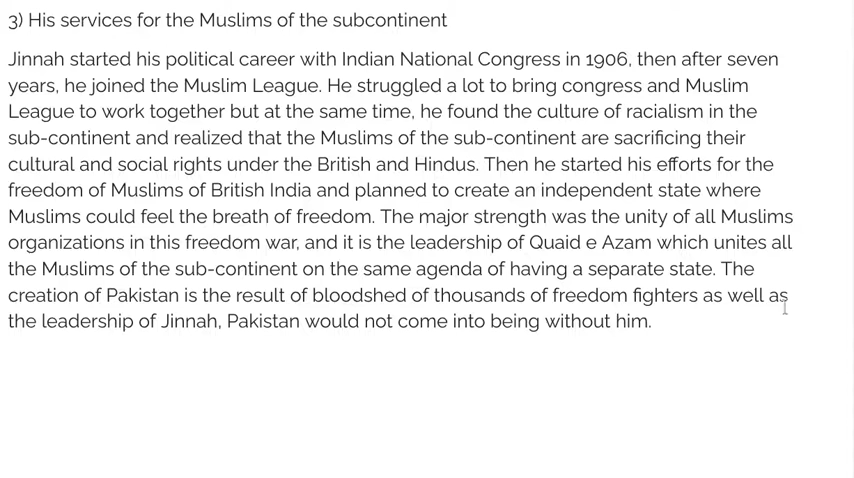 3) His services for the Muslims of the subcontinent
Jinnah started his political career with Indian National Congress in 1906, then after seven
years, he joined the Muslim League. He struggled a lot to bring congress and Muslim
League to work together but at the same time, he found the culture of racialism in the
sub-continent and realized that the Muslims of the sub-continent are sacrificing their
cultural and social rights under the British and Hindus. Then he started his efforts for the
freedom of Muslims of British India and planned to create an independent state where
Muslims could feel the breath of freedom. The major strength was the unity of all Muslims
organizations in this freedom war, and it is the leadership of Quaid e Azam which unites all
the Muslims of the sub-continent on the same agenda of having a separate state. The
creation of Pakistan is the result of bloodshed of thousands of freedom fighters as well as
the leadership of Jinnah, Pakistan would not come into being without him.